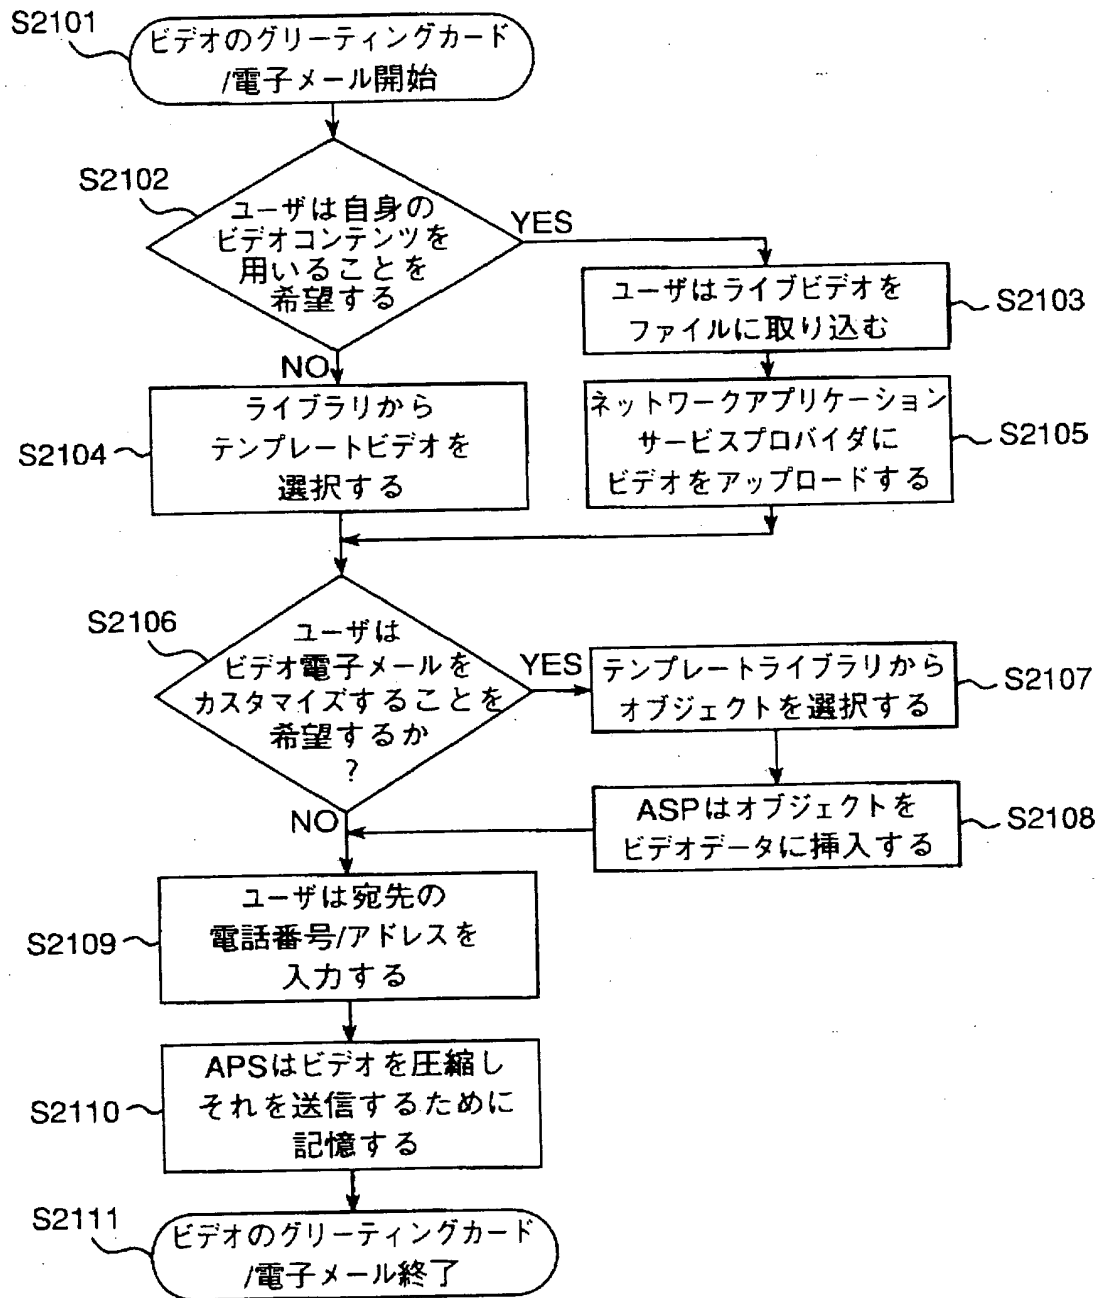 S2101
ビデオのグリーティングカード
/電子メール開始
S2102
ユーザは自身の
ビデオコンテンツを
用いることを
希望する
YES
ユーザはライブビデオを
ファイルに取り込む
S2103
NO
S2104
ライブラリから
テンプレートビデオを
選択する
ネットワークアプリケーション
サービスプロバイダに
ビデオをアップロードする
S2105
S2106
ユーザは
ビデオ電子メールを
カスタマイズすることを
希望するか
?
YES
テンプレートライブラリから
オブジェクトを選択する
S2107
NO
ASPはオブジェクトを
ビデオデータに挿入する
S2108
S2109
ユーザは宛先の
電話番号/アドレスを
入力する
S2110
APSはビデオを圧縮し
それを送信するために
記憶する
S2111
ビデオのグリーティングカード
/電子メール終了